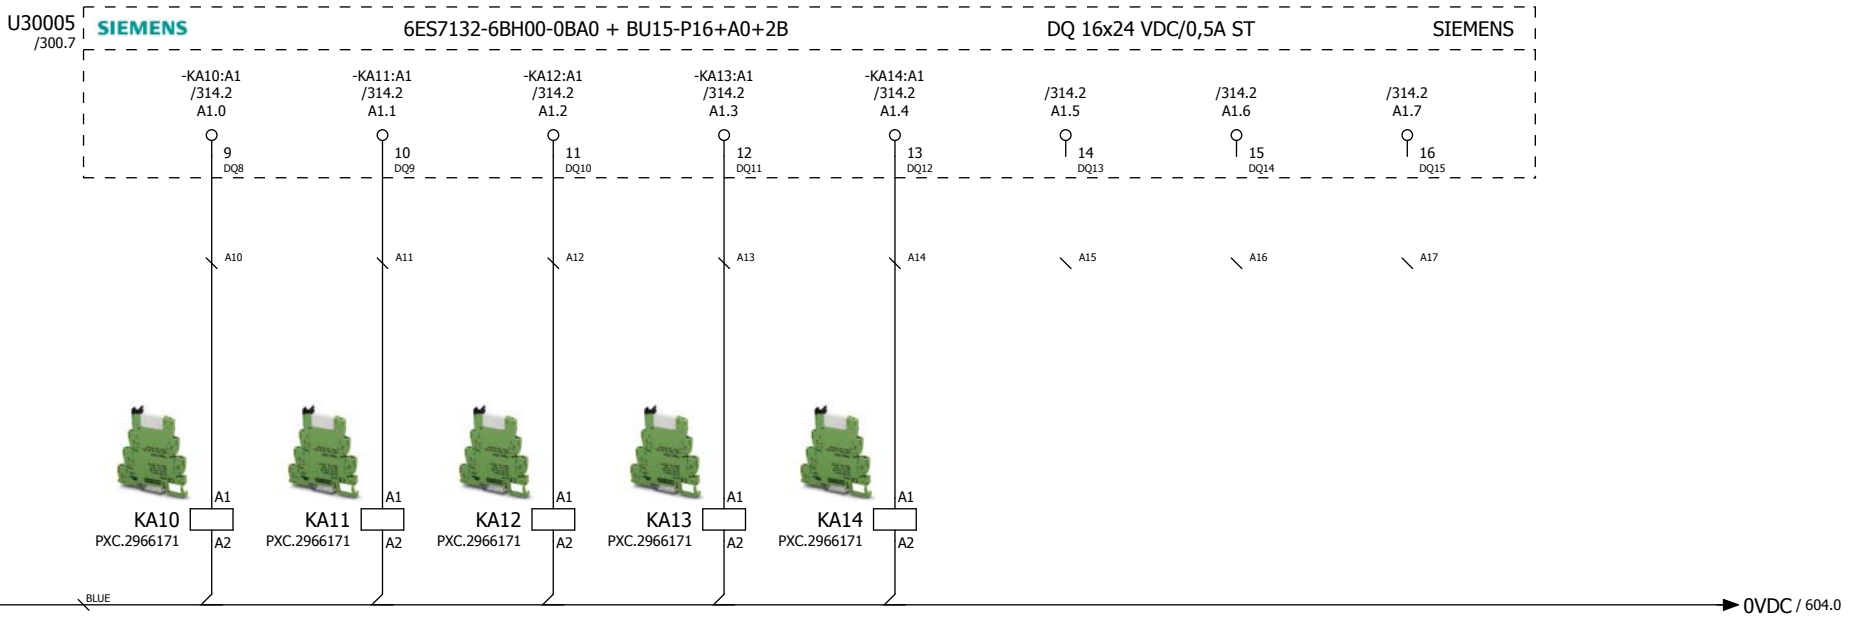 U30005
/300.7
SIEMENS
6ES7132-6BH00-0BA0 + BU15-P16+A0+2B
DQ 16x24 VDC/0,5A ST
SIEMENS
-KA10:A1 -KA11:A1 -KA12:A1 -KA13:A1 -KA14:A1
/314.2 /314.2 /314.2 /314.2 /314.2 /314.2 /314.2 /314.2
A1.0 A1.1 A1.2 A1.3 A1.4 A1.5 A1.6 A1.7
9 10 11 12 13 14 15 16
DQ8 DQ9 DQ10 DQ11 DQ12 DQ13 DQ14 DQ15
A10 A11 A12 A13 A14 A15 A16 A17
A1 A1 A1 A1 A1
KA10 KA11 KA12 KA13 KA14
PXC.2966171 A2 PXC.2966171 A2 PXC.2966171 A2 PXC.2966171 A2 PXC.2966171 A2
BLUE
0VDC / 604.0